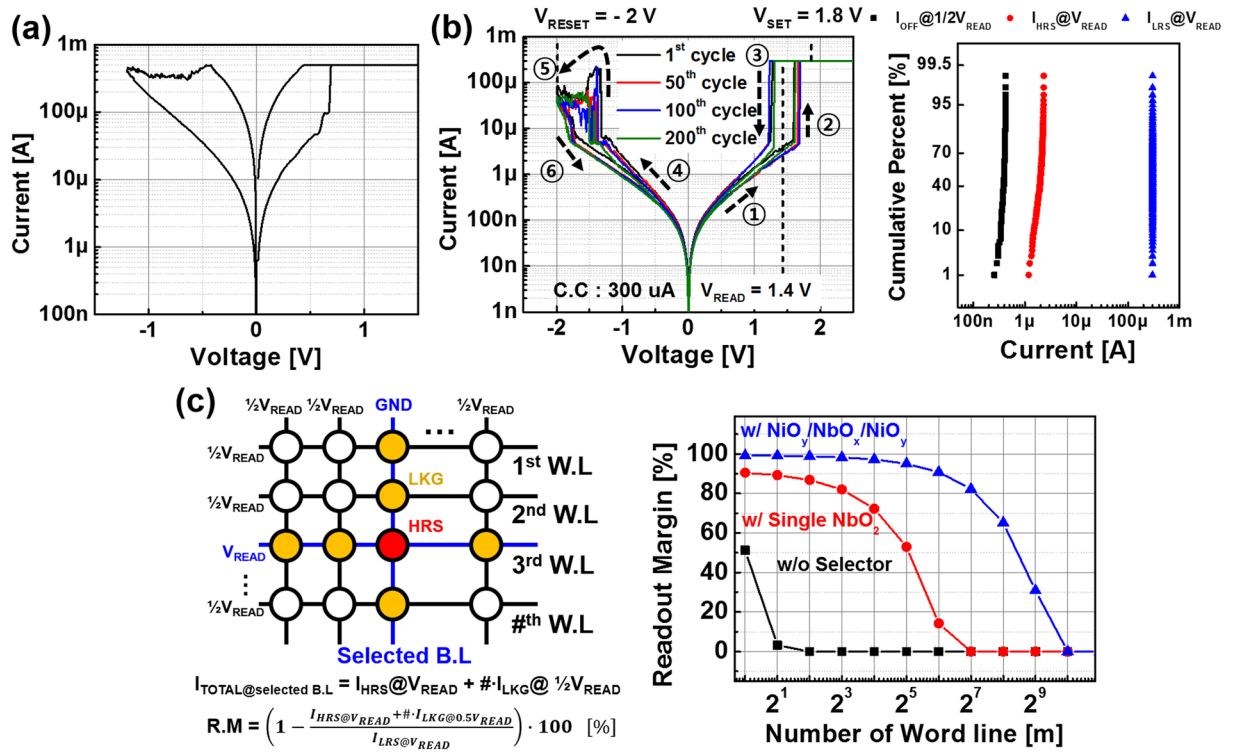 (a)
Current [A]
1m
100µ
10µ
1µ
100n
-1
0
1
Voltage [V]
(b)
V_RESET = - 2 V
V_SET = 1.8 V
1st cycle
50th cycle
100th cycle
200th cycle
⑤
③
②
⑥
④
①
C.C : 300 uA
V_READ = 1.4 V
Current [A]
1m
100µ
10µ
1µ
100n
10n
1n
-2
-1
0
1
2
Voltage [V]
I_OFF@1/2V_READ
I_HRS@V_READ
I_LRS@V_READ
Cumulative Percent [%]
99.5
95
70
40
10
1
100n
1µ
10µ
100µ
1m
Current [A]
(c)
½V_READ ½V_READ GND ½V_READ
...
½V_READ
1st W.L
LKG
½V_READ
2nd W.L
HRS
V_READ
3rd W.L
...
½V_READ
#th W.L
Selected B.L
I_TOTAL@selected B.L = I_HRS@V_READ + #·I_LKG@ ½V_READ
R.M = (1 − (I_HRS@V_READ + #·I_LKG@0.5V_READ) / I_LRS@V_READ) · 100 [%]
w/ NiO_y/NbO_x/NiO_y
w/ Single NbO_2
w/o Selector
Readout Margin [%]
100
80
60
40
20
0
2^1
2^3
2^5
2^7
2^9
Number of Word line [m]